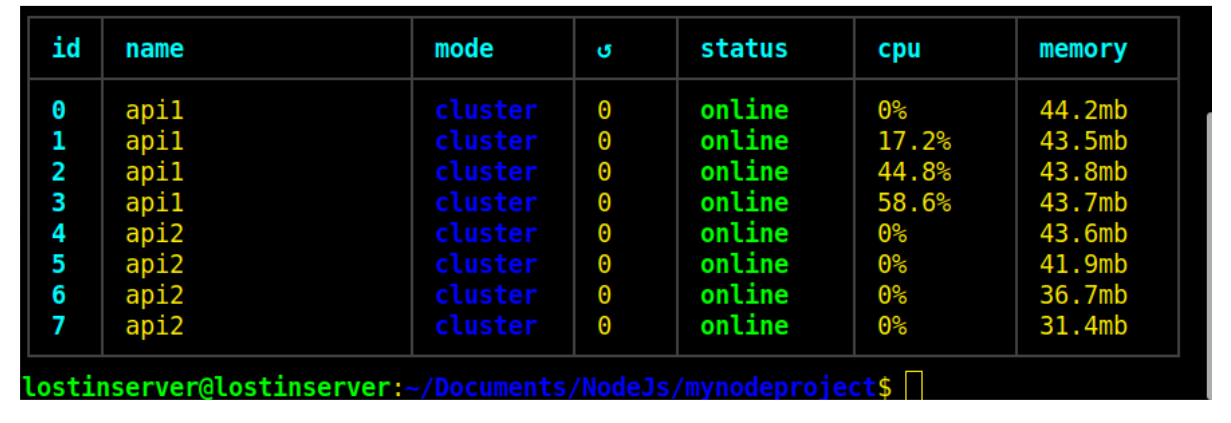 id name mode ↺ status cpu memory
0 api1 cluster 0 online 0% 44.2mb
1 api1 cluster 0 online 17.2% 43.5mb
2 api1 cluster 0 online 44.8% 43.8mb
3 api1 cluster 0 online 58.6% 43.7mb
4 api2 cluster 0 online 0% 43.6mb
5 api2 cluster 0 online 0% 41.9mb
6 api2 cluster 0 online 0% 36.7mb
7 api2 cluster 0 online 0% 31.4mb
lostinserver@lostinserver:~/Documents/NodeJs/mynodeproject$